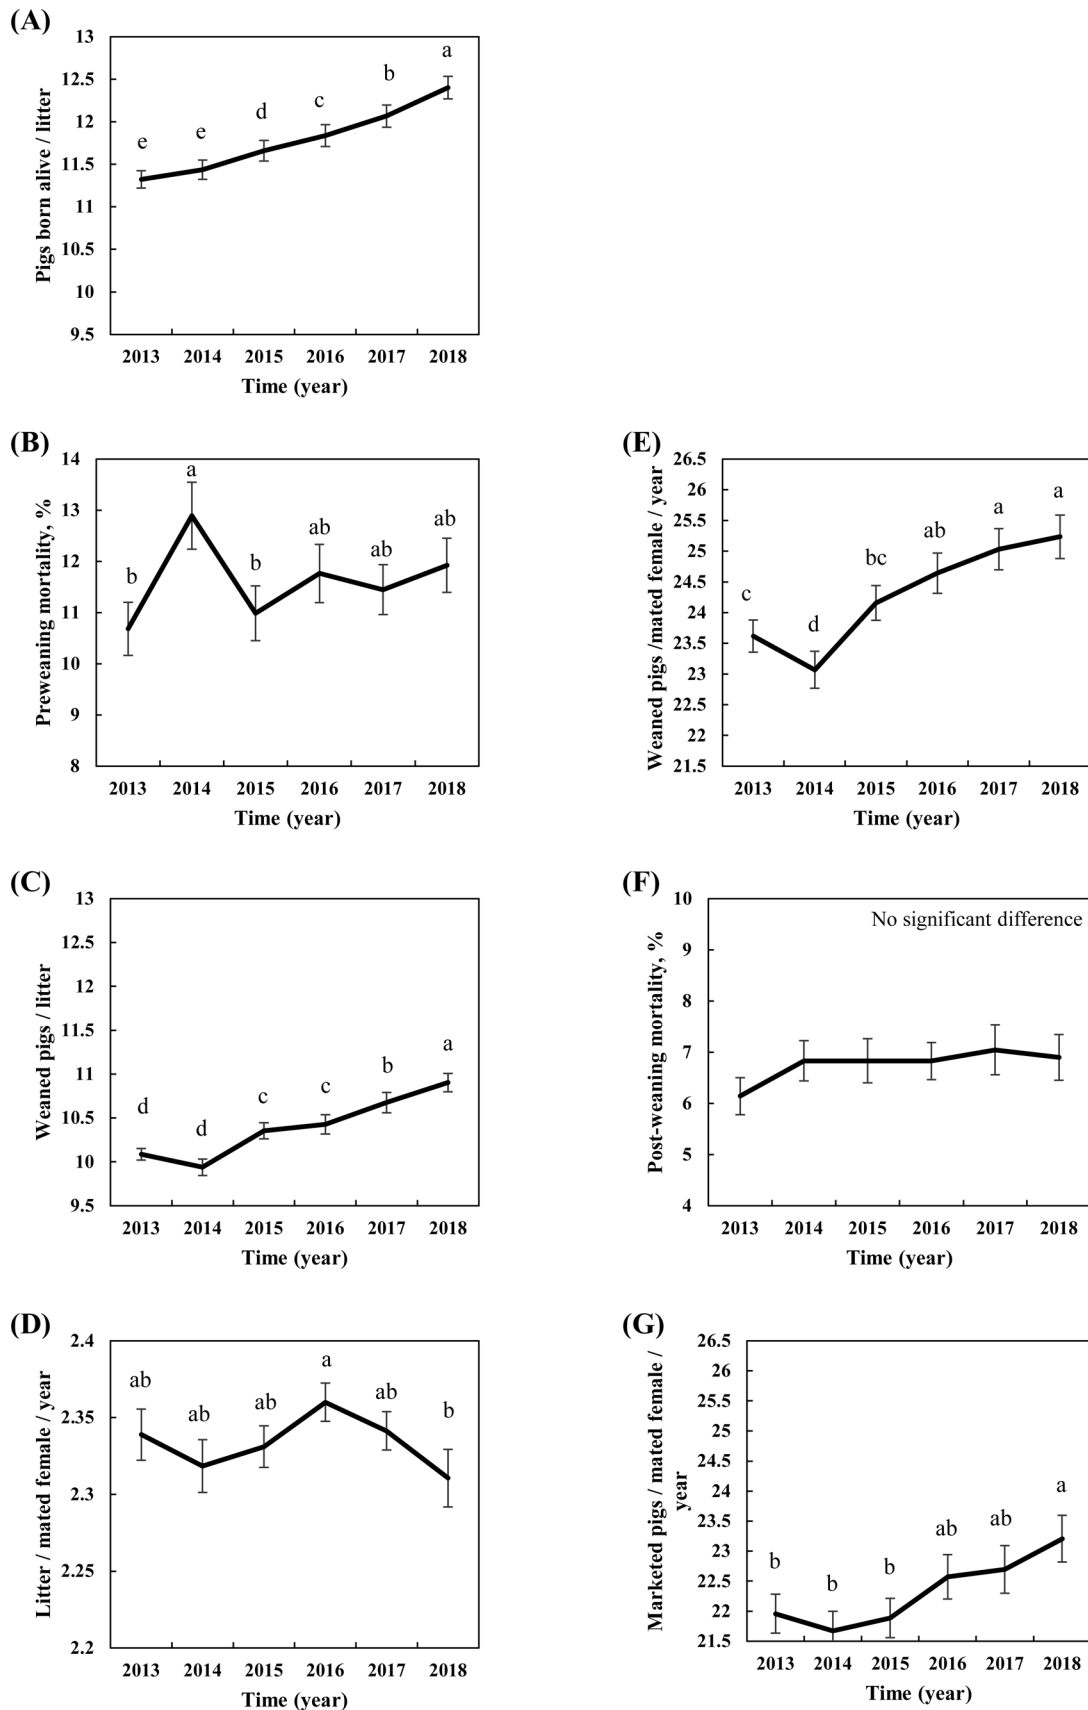 (A)
Pigs born alive / litter
13
12.5
12
11.5
11
10.5
10
9.5
e
e
d
c
b
a
2013 2014 2015 2016 2017 2018
Time (year)
(B)
Preweaning mortality, %
14
13
12
11
10
9
8
b
a
b
ab
ab
ab
2013 2014 2015 2016 2017 2018
Time (year)
(C)
Weaned pigs / litter
13
12.5
12
11.5
11
10.5
10
9.5
d
d
c
c
b
a
2013 2014 2015 2016 2017 2018
Time (year)
(D)
Litter / mated female / year
2.4
2.35
2.3
2.25
2.2
ab
ab
ab
a
ab
b
2013 2014 2015 2016 2017 2018
Time (year)
(E)
Weaned pigs /mated female / year
26.5
26
25.5
25
24.5
24
23.5
23
22.5
22
21.5
c
d
bc
ab
a
a
2013 2014 2015 2016 2017 2018
Time (year)
(F)
Post-weaning mortality, %
10
9
8
7
6
5
4
No significant difference
2013 2014 2015 2016 2017 2018
Time (year)
(G)
Marketed pigs / mated female /
year
26.5
26
25.5
25
24.5
24
23.5
23
22.5
22
21.5
b
b
b
ab
ab
a
2013 2014 2015 2016 2017 2018
Time (year)